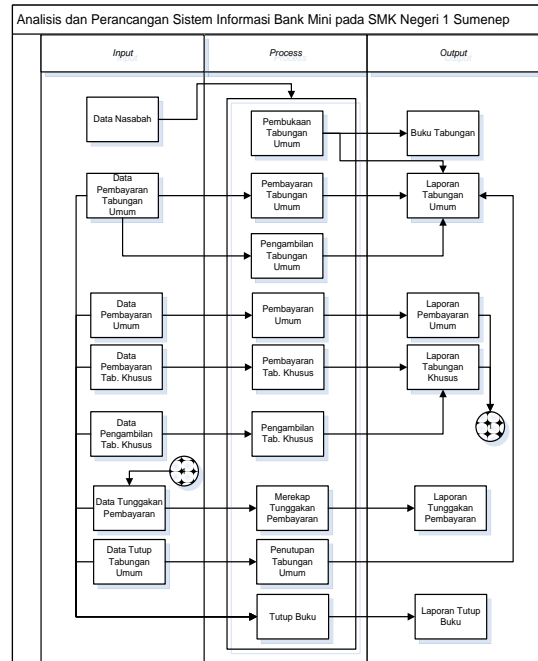 Analisis dan Perancangan Sistem Informasi Bank Mini pada SMK Negeri 1 Sumenep
Input
Process
Output
Data Nasabah
Pembukaan
Tabungan
Umum
Buku Tabungan
Data
Pembayaran
Tabungan
Umum
Pembayaran
Tabungan
Umum
Laporan
Tabungan
Umum
Pengambilan
Tabungan
Umum
Data
Pembayaran
Umum
Pembayaran
Umum
Laporan
Pembayaran
Umum
Data
Pembayaran
Tab. Khusus
Pembayaran
Tab. Khusus
Laporan
Tabungan
Khusus
Data
Pengambilan
Tab. Khusus
Pengambilan
Tab. Khusus
Data Tunggakan
Pembayaran
Merekap
Tunggakan
Pembayaran
Laporan
Tunggakan
Pembayaran
Data Tutup
Tabungan
Umum
Penutupan
Tabungan
Umum
Tutup Buku
Laporan Tutup
Buku